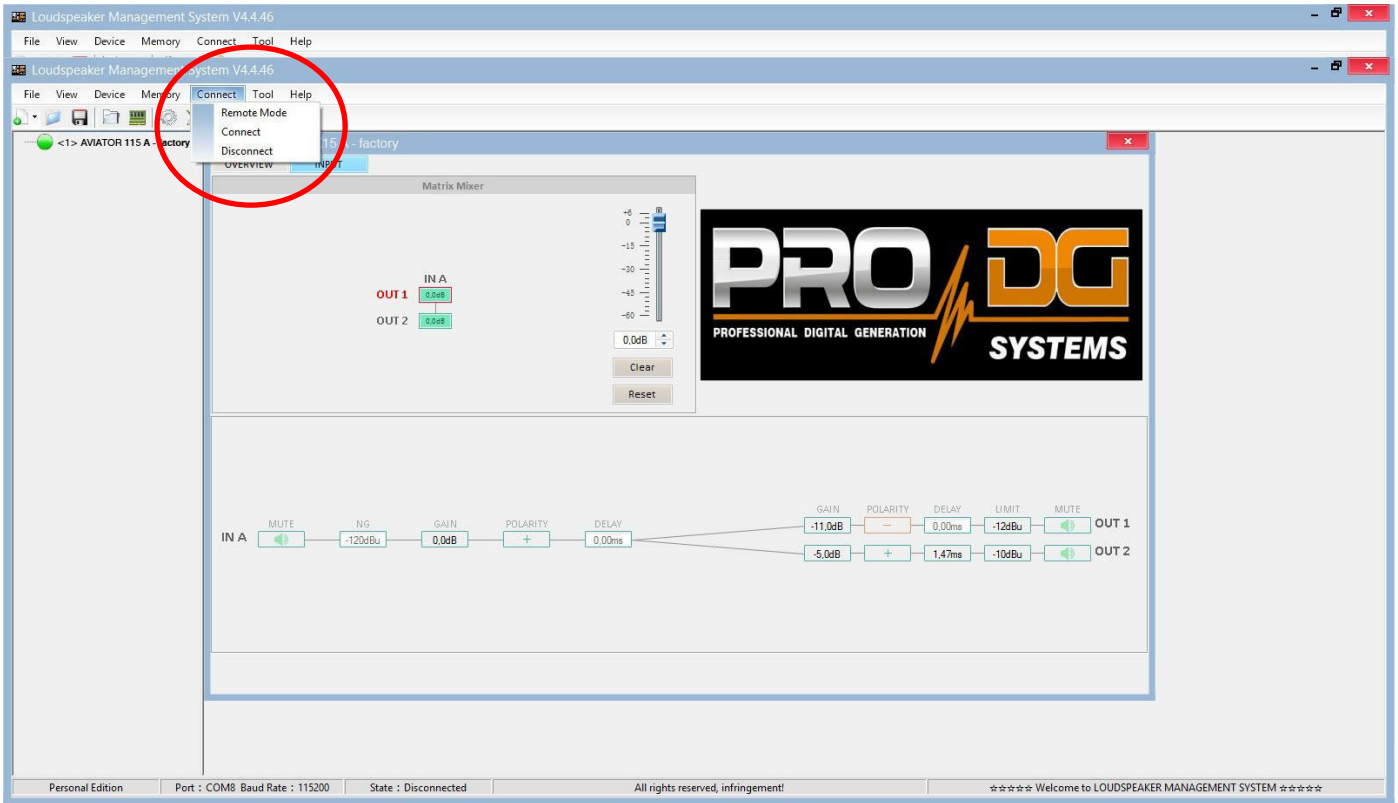 Loudspeaker Management System V4.4.46
File View Device Memory Connect Tool Help
Loudspeaker Management System V4.4.46
File View Device Memory Connect Tool Help
Remote Mode
Connect
Disconnect
<1> AVIATOR 115 A - factory
115 A - factory
OVERVIEW INPUT
Matrix Mixer
+6
0
-15
-30
-45
-60
IN A
OUT 1 0,0dB
OUT 2 0,0dB
0,0dB
Clear
Reset
PRO DG
PROFESSIONAL DIGITAL GENERATION
SYSTEMS
GAIN POLARITY DELAY LIMIT MUTE
-11,0dB − 0,00ms -12dBu OUT 1
MUTE NG GAIN POLARITY DELAY
IN A -120dBu 0,0dB + 0,00ms
-5,0dB + 1,47ms -10dBu OUT 2
Personal Edition Port : COM8 Baud Rate : 115200 State : Disconnected All rights reserved, infringement! ☆☆☆☆☆ Welcome to LOUDSPEAKER MANAGEMENT SYSTEM ☆☆☆☆☆